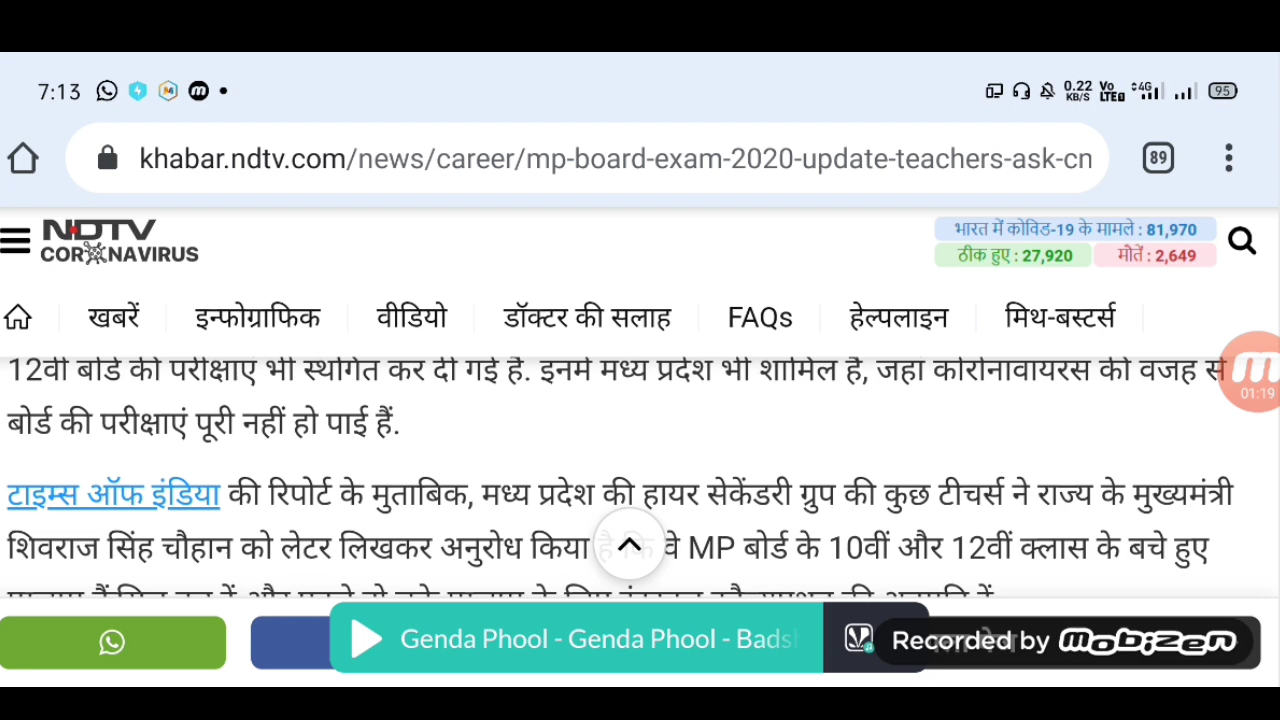 7:13
0.22 KB/S Vo LTE 4G 95
khabar.ndtv.com/news/career/mp-board-exam-2020-update-teachers-ask-cn
89
NDTV
CORONAVIRUS
भारत में कोविड-19 के मामले : 81,970
ठीक हुए : 27,920 मौतें : 2,649
खबरें इन्फोग्राफिक वीडियो डॉक्टर की सलाह FAQs हेल्पलाइन मिथ-बस्टर्स
12वीं बोर्ड की परीक्षाएं भी स्थगित कर दी गई हैं. इनमें मध्य प्रदेश भी शामिल है, जहां कोरोनावायरस की वजह से
01:19
बोर्ड की परीक्षाएं पूरी नहीं हो पाई हैं.
टाइम्स ऑफ इंडिया की रिपोर्ट के मुताबिक, मध्य प्रदेश की हायर सेकेंडरी ग्रुप की कुछ टीचर्स ने राज्य के मुख्यमंत्री
शिवराज सिंह चौहान को लेटर लिखकर अनुरोध किया है कि वे MP बोर्ड के 10वीं और 12वीं क्लास के बचे हुए
Genda Phool - Genda Phool - Bads
Recorded by mobizen